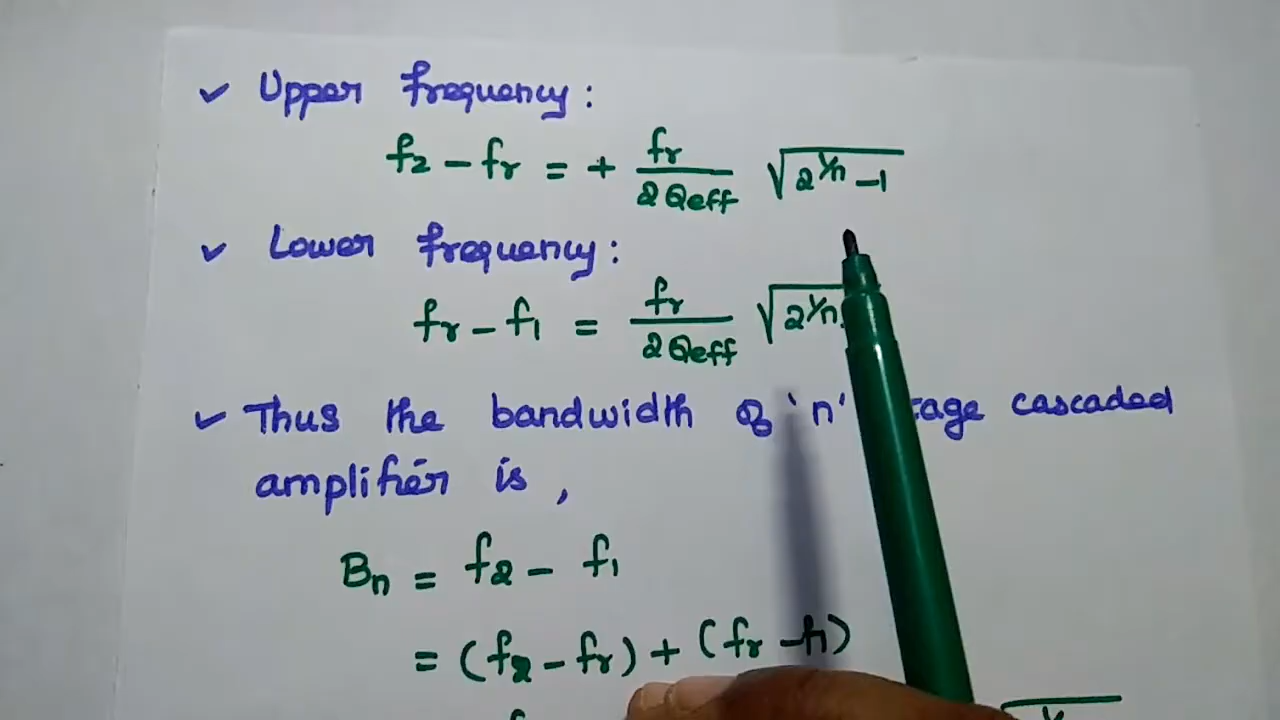 ✓ Upper frequency:
f2 - fr = + fr / 2Qeff √(2^1/n - 1)
✓ Lower frequency:
fr - f1 = fr / 2Qeff √(2^1/n
✓ Thus the bandwidth of 'n' tage cascaded
amplifier is,
Bn = f2 - f1
= (f2 - fr) + (fr - f1)